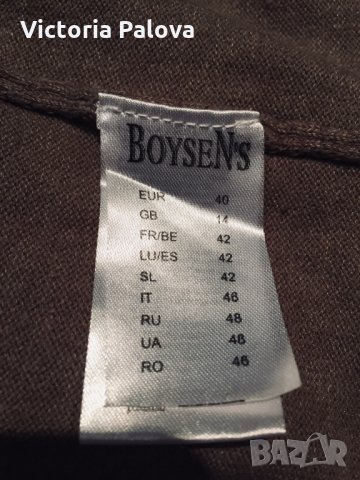 Victoria Palova
BOYSEN'S
EUR 40
GB 14
FR/BE 42
LU/ES 42
SL 42
IT 46
RU 48
UA 48
RO 46
BAZAR